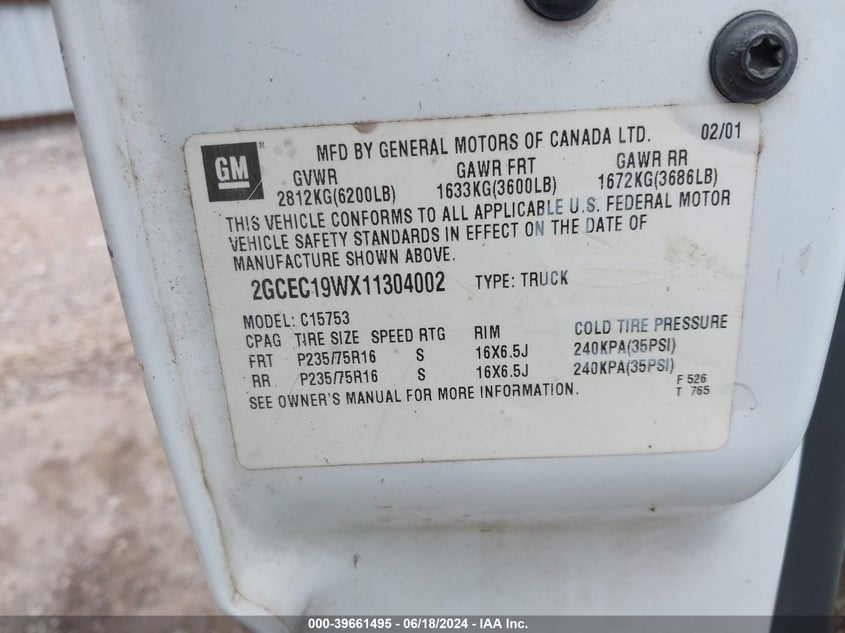 GM
MFD BY GENERAL MOTORS OF CANADA LTD. 02/01
GVWR GAWR FRT GAWR RR
2812KG(6200LB) 1633KG(3600LB) 1672KG(3686LB)
THIS VEHICLE CONFORMS TO ALL APPLICABLE U.S. FEDERAL MOTOR
VEHICLE SAFETY STANDARDS IN EFFECT ON THE DATE OF
MANUFACTURE SHOWN ABOVE.
2GCEC19WX11304002 TYPE: TRUCK
MODEL: C15753
CPAG TIRE SIZE SPEED RTG RIM COLD TIRE PRESSURE
FRT P235/75R16 S 16X6.5J 240KPA(35PSI)
RR P235/75R16 S 16X6.5J 240KPA(35PSI)
SEE OWNER'S MANUAL FOR MORE INFORMATION.
F 526
T 765
000-39661495 - 06/18/2024 - IAA Inc.